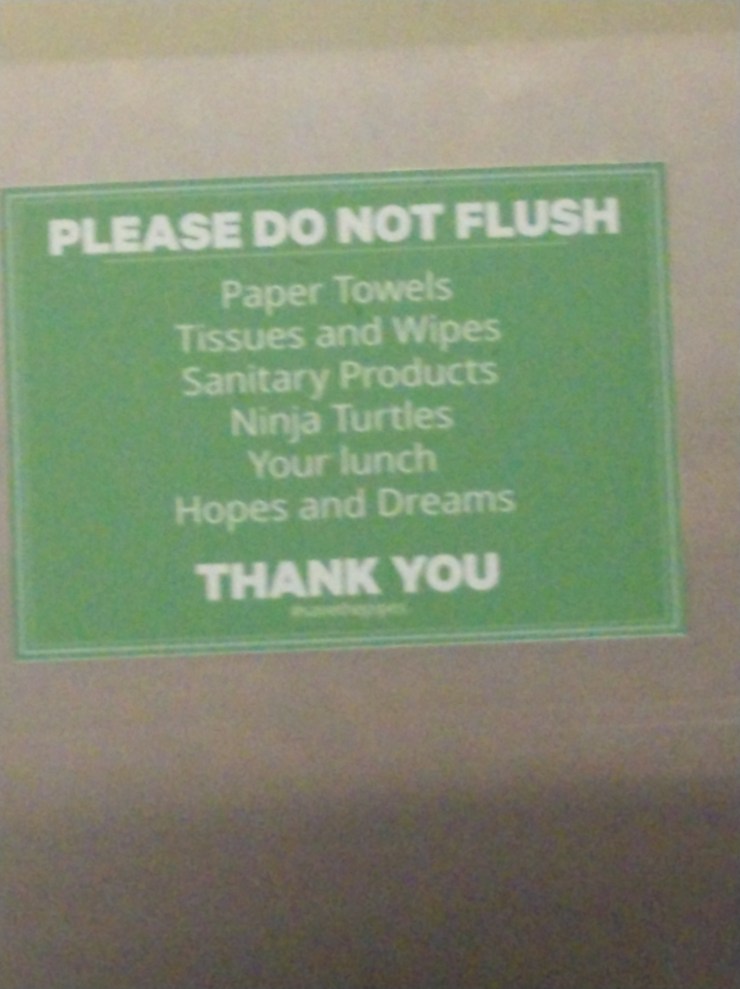 PLEASE DO NOT FLUSH
Paper Towels
Tissues and Wipes
Sanitary Products
Ninja Turtles
Your lunch
Hopes and Dreams
THANK YOU